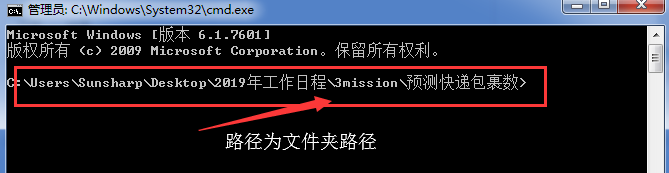 管理员: C:\Windows\System32\cmd.exe
Microsoft Windows [版本 6.1.7601]
版权所有 (c) 2009 Microsoft Corporation。保留所有权利。
C:\Users\Sunsharp\Desktop\2019年工作日程\3mission\预测快递包裹数>
路径为文件夹路径